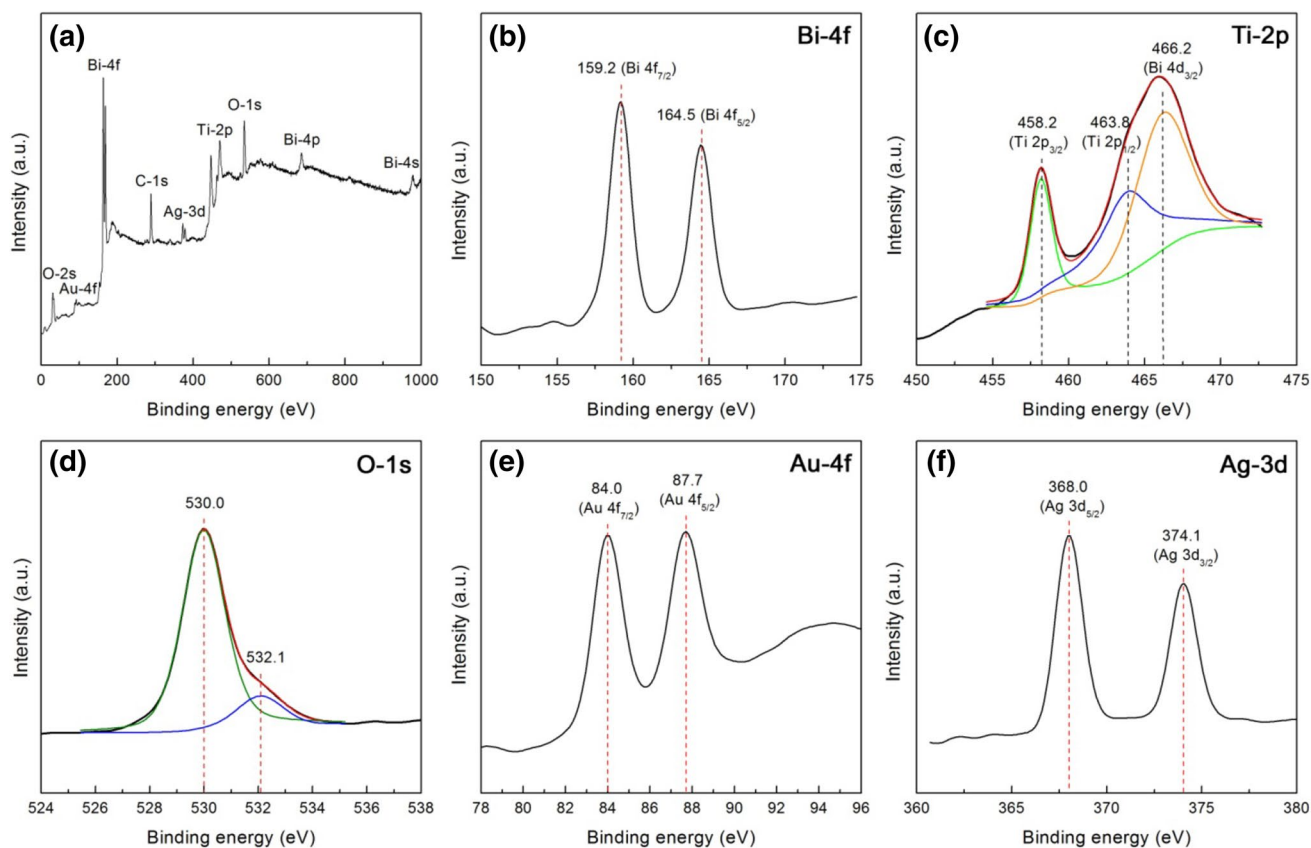 (a)
Bi-4f
O-1s
Ti-2p
Bi-4p
Bi-4s
C-1s
Ag-3d
O-2s
Au-4f
Intensity (a.u.)
0 200 400 600 800 1000
Binding energy (eV)
(b) Bi-4f
159.2 (Bi 4f7/2)
164.5 (Bi 4f5/2)
Intensity (a.u.)
150 155 160 165 170 175
Binding energy (eV)
(c) Ti-2p
466.2
(Bi 4d3/2)
458.2
(Ti 2p3/2)
463.8
(Ti 2p1/2)
Intensity (a.u.)
450 455 460 465 470 475
Binding energy (eV)
(d) O-1s
530.0
532.1
Intensity (a.u.)
524 526 528 530 532 534 536 538
Binding energy (eV)
(e) Au-4f
84.0
(Au 4f7/2)
87.7
(Au 4f5/2)
Intensity (a.u.)
78 80 82 84 86 88 90 92 94 96
Binding energy (eV)
(f) Ag-3d
368.0
(Ag 3d5/2)
374.1
(Ag 3d3/2)
Intensity (a.u.)
360 365 370 375 380
Binding energy (eV)